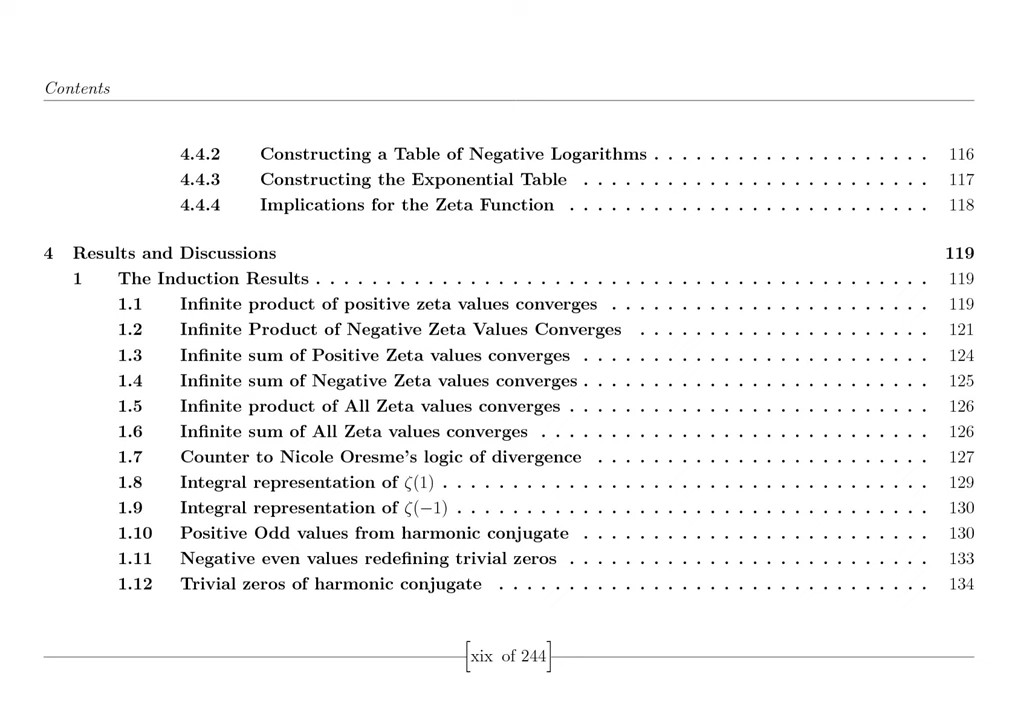 Contents
4.4.2 Constructing a Table of Negative Logarithms . . . . . . . . . . . . . . . . . . . . 116
4.4.3 Constructing the Exponential Table . . . . . . . . . . . . . . . . . . . . . . . . . 117
4.4.4 Implications for the Zeta Function . . . . . . . . . . . . . . . . . . . . . . . . . . 118
4 Results and Discussions 119
1 The Induction Results . . . . . . . . . . . . . . . . . . . . . . . . . . . . . . . . . . . . . . . . . . . . 119
1.1 Infinite product of positive zeta values converges . . . . . . . . . . . . . . . . . . . . . . . 119
1.2 Infinite Product of Negative Zeta Values Converges . . . . . . . . . . . . . . . . . . . . . 121
1.3 Infinite sum of Positive Zeta values converges . . . . . . . . . . . . . . . . . . . . . . . . . 124
1.4 Infinite sum of Negative Zeta values converges . . . . . . . . . . . . . . . . . . . . . . . . . 125
1.5 Infinite product of All Zeta values converges . . . . . . . . . . . . . . . . . . . . . . . . . . 126
1.6 Infinite sum of All Zeta values converges . . . . . . . . . . . . . . . . . . . . . . . . . . . . 126
1.7 Counter to Nicole Oresme's logic of divergence . . . . . . . . . . . . . . . . . . . . . . . . 127
1.8 Integral representation of ζ(1) . . . . . . . . . . . . . . . . . . . . . . . . . . . . . . . . . . . 129
1.9 Integral representation of ζ(−1) . . . . . . . . . . . . . . . . . . . . . . . . . . . . . . . . . . 130
1.10 Positive Odd values from harmonic conjugate . . . . . . . . . . . . . . . . . . . . . . . . . 130
1.11 Negative even values redefining trivial zeros . . . . . . . . . . . . . . . . . . . . . . . . . . 133
1.12 Trivial zeros of harmonic conjugate . . . . . . . . . . . . . . . . . . . . . . . . . . . . . . . 134
[xix of 244]